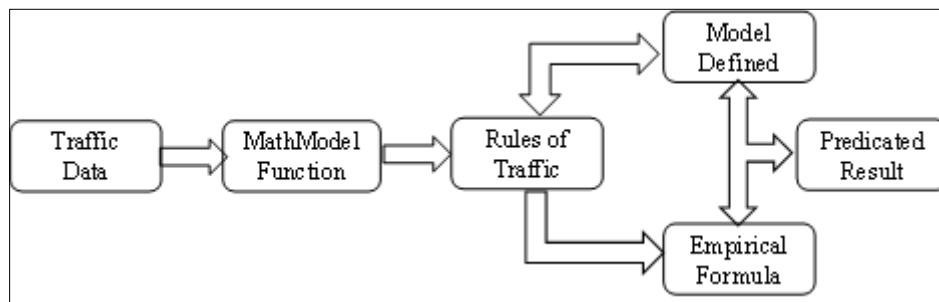 Traffic
Data
MathModel
Function
Rules of
Traffic
Model
Defined
Predicated
Result
Empirical
Formula